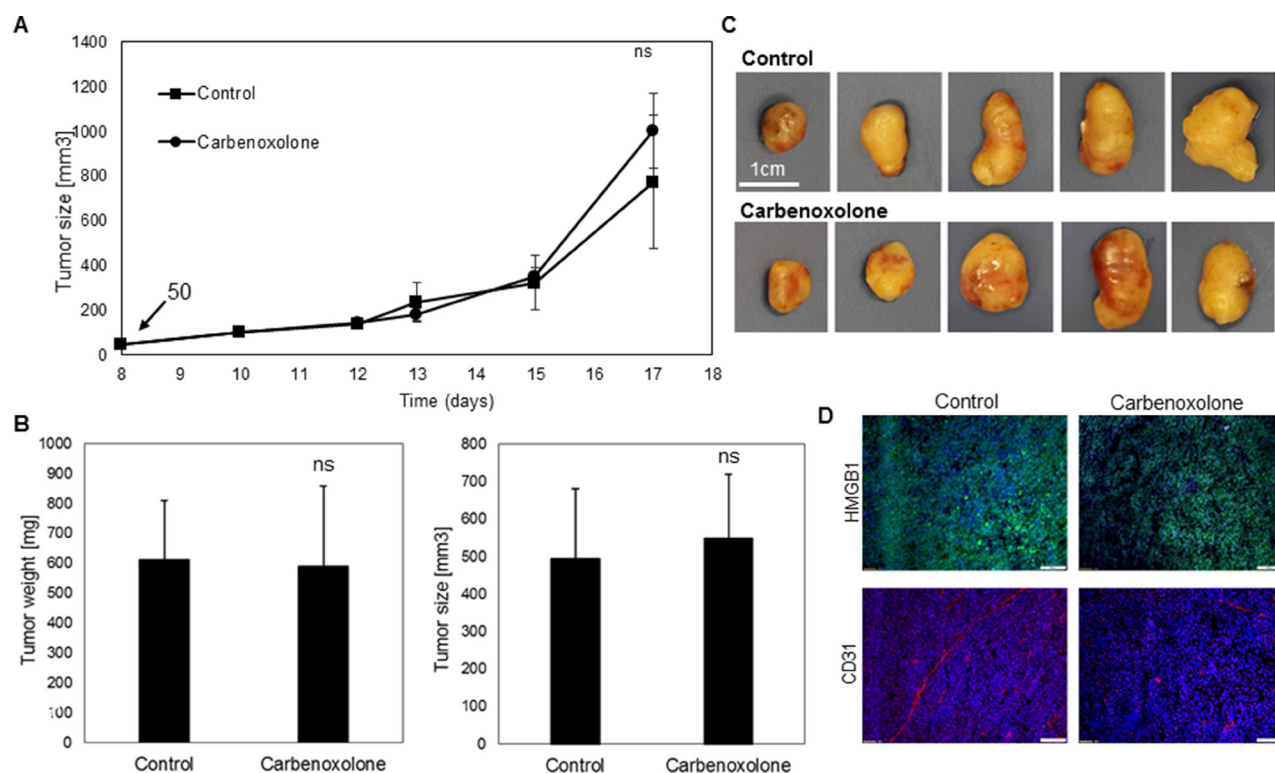 A
1400
1200
1000
800
600
400
200
0
Tumor size [mm3]
Control
Carbenoxolone
ns
50
8 9 10 11 12 13 14 15 16 17 18
Time (days)
B
1000
900
800
700
600
500
400
300
200
100
0
Tumor weight [mg]
ns
Control Carbenoxolone
800
700
600
500
400
300
200
100
0
Tumor size [mm3]
ns
Control Carbenoxolone
C
Control
1cm
Carbenoxolone
D
Control Carbenoxolone
HMGB1
CD31